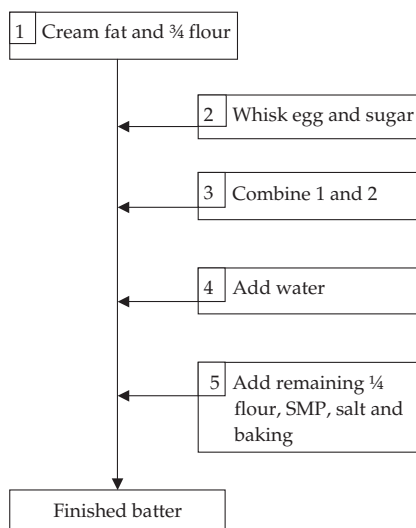 1 Cream fat and ¾ flour
2 Whisk egg and sugar
3 Combine 1 and 2
4 Add water
5 Add remaining ¼
flour, SMP, salt and
baking
Finished batter